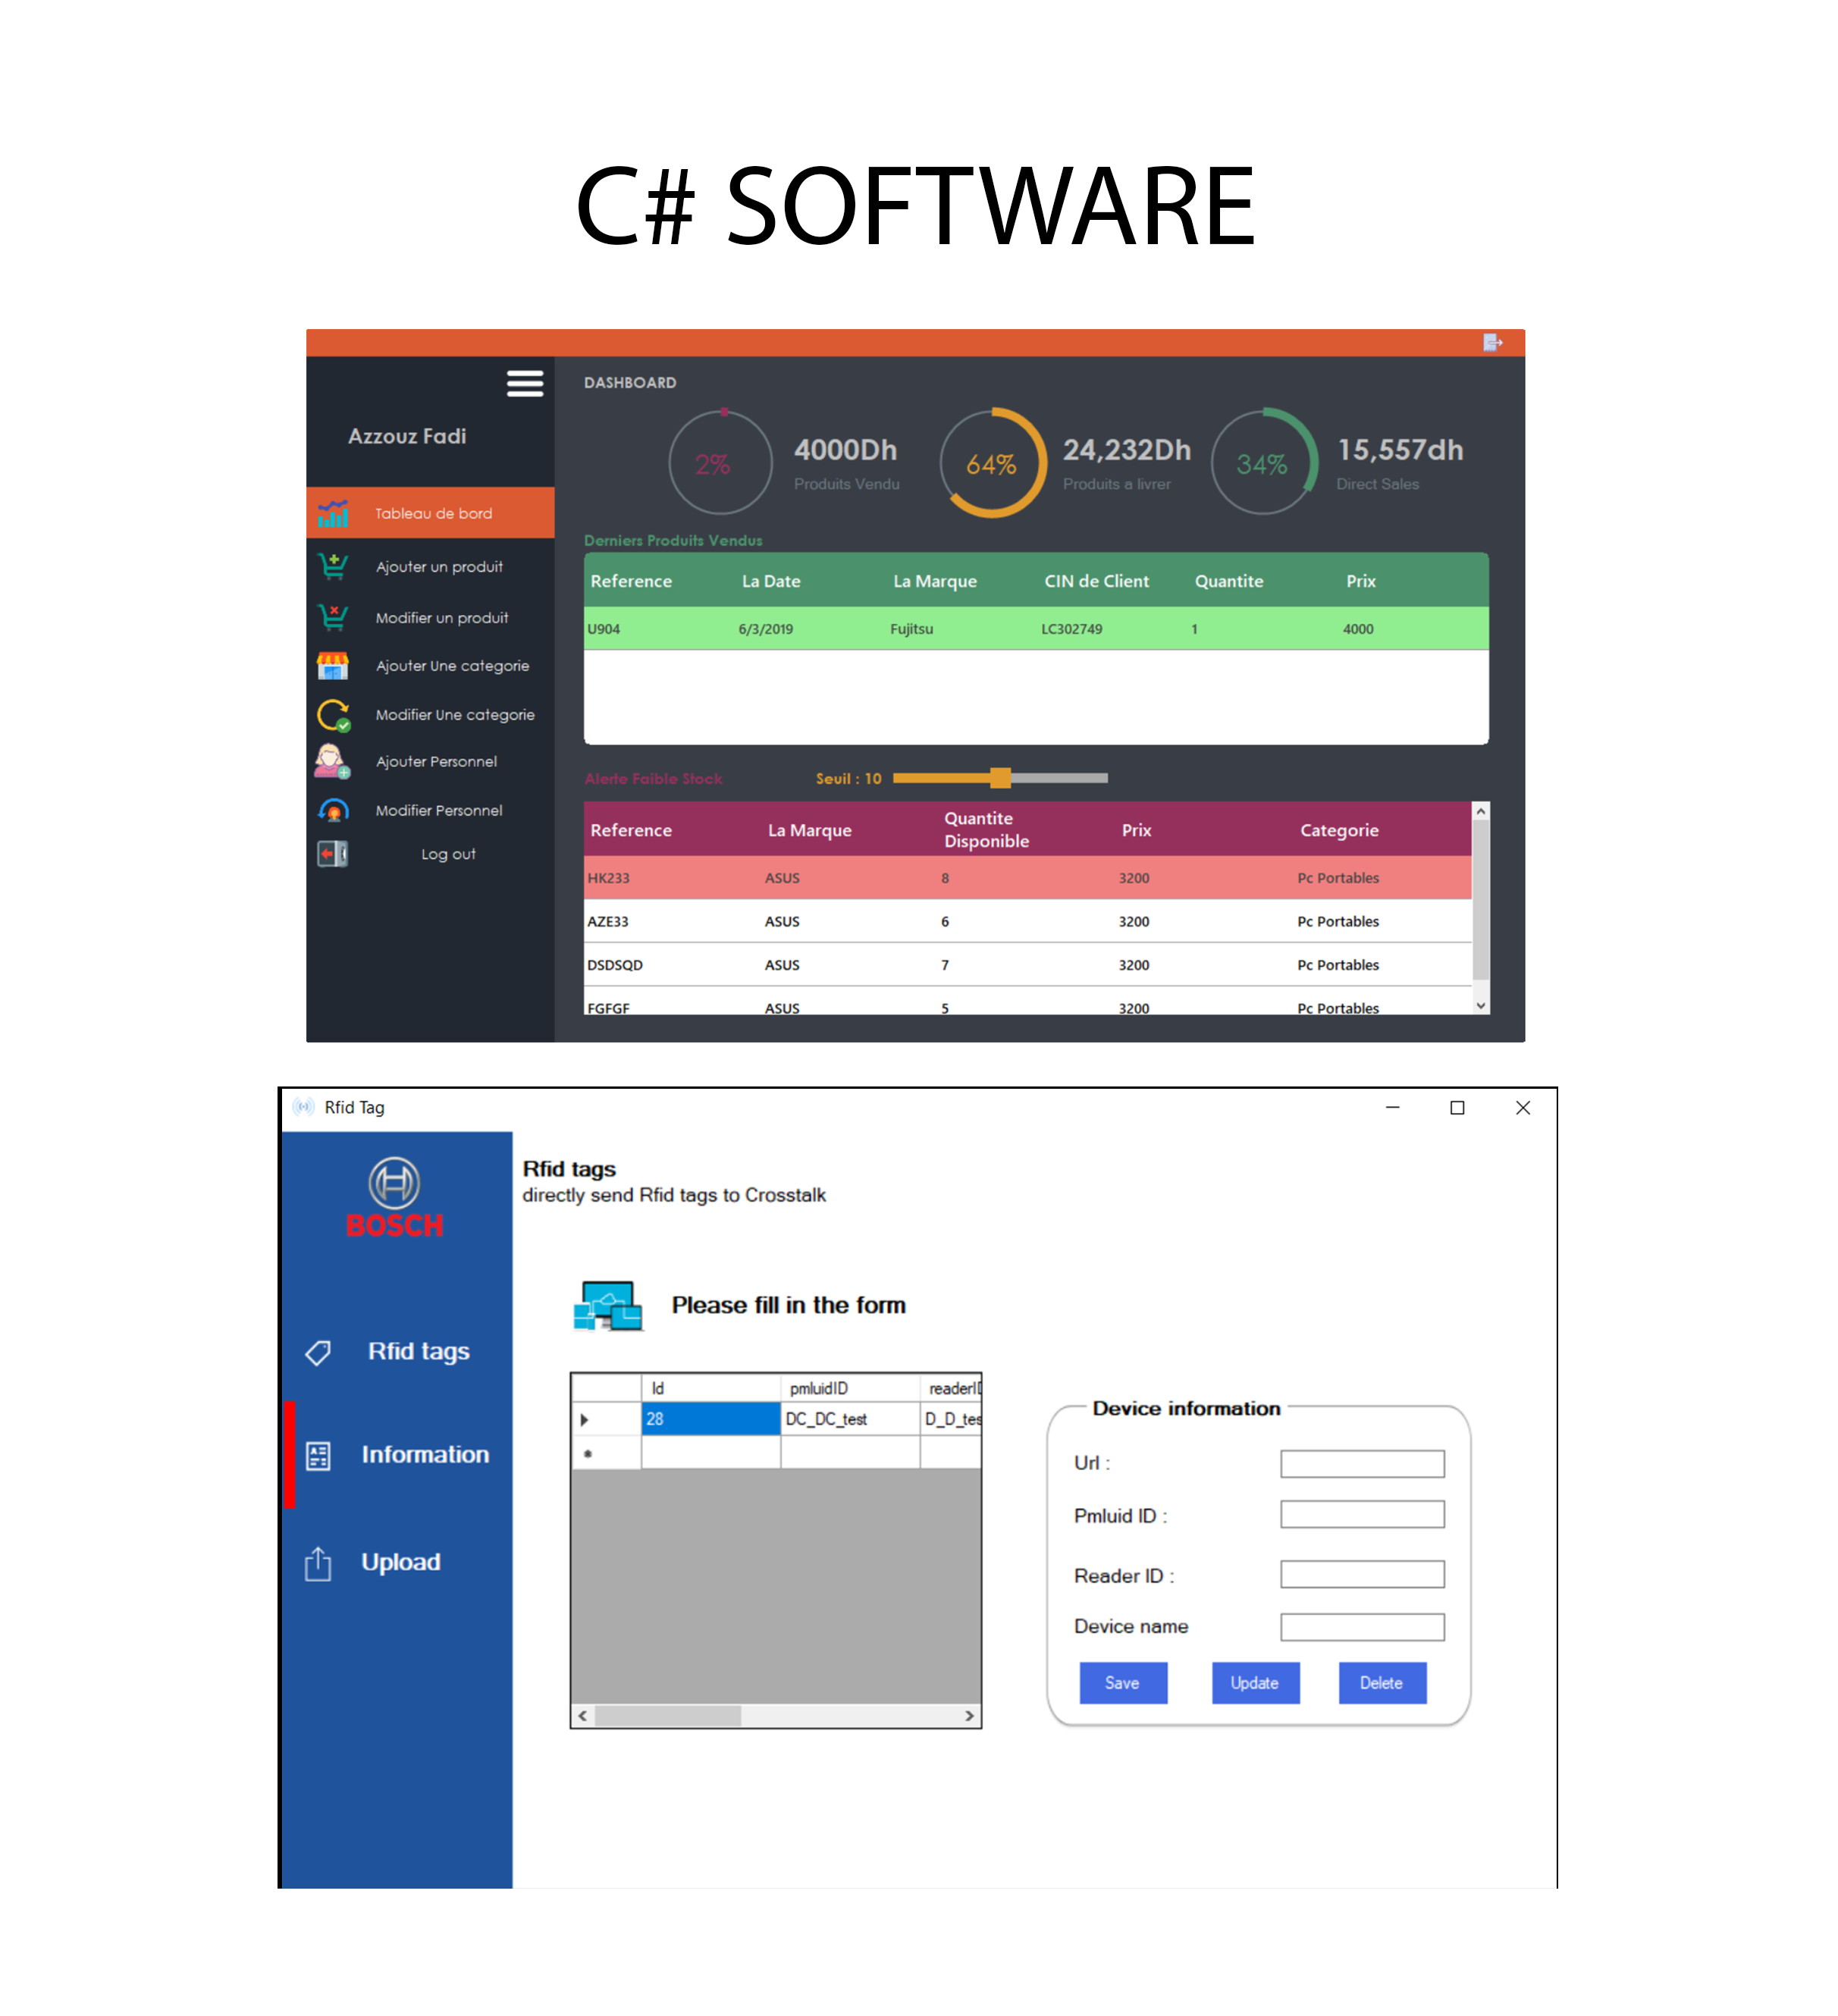 C# SOFTWARE
DASHBOARD
Azzouz Fadi
2%
4000Dh
Produits Vendu
64%
24,232Dh
Produits a livrer
34%
15,557dh
Direct Sales
Tableau de bord
Ajouter un produit
Modifier un produit
Ajouter Une categorie
Modifier Une categorie
Ajouter Personnel
Modifier Personnel
Log out
Derniers Produits Vendus
Reference La Date La Marque CIN de Client Quantite Prix
U904 6/3/2019 Fujitsu LC302749 1 4000
Alerte Faible Stock Seuil : 10
Reference La Marque Quantite Disponible Prix Categorie
HK233 ASUS 8 3200 Pc Portables
AZE33 ASUS 6 3200 Pc Portables
DSDSQD ASUS 7 3200 Pc Portables
FGFGF ASUS 5 3200 Pc Portables
Rfid Tag
BOSCH
Rfid tags
Information
Upload
Rfid tags
directly send Rfid tags to Crosstalk
Please fill in the form
Id pmluidID readerID
28 DC_DC_test D_D_tes
Device information
Url :
Pmluid ID :
Reader ID :
Device name
Save Update Delete